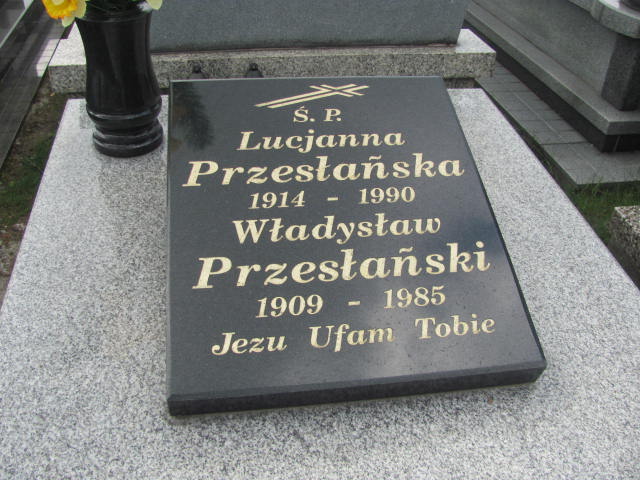 Ś. P.
Lucjanna
Przesłańska
1914 - 1990
Władysław
Przesłański
1909 - 1985
Jezu Ufam Tobie